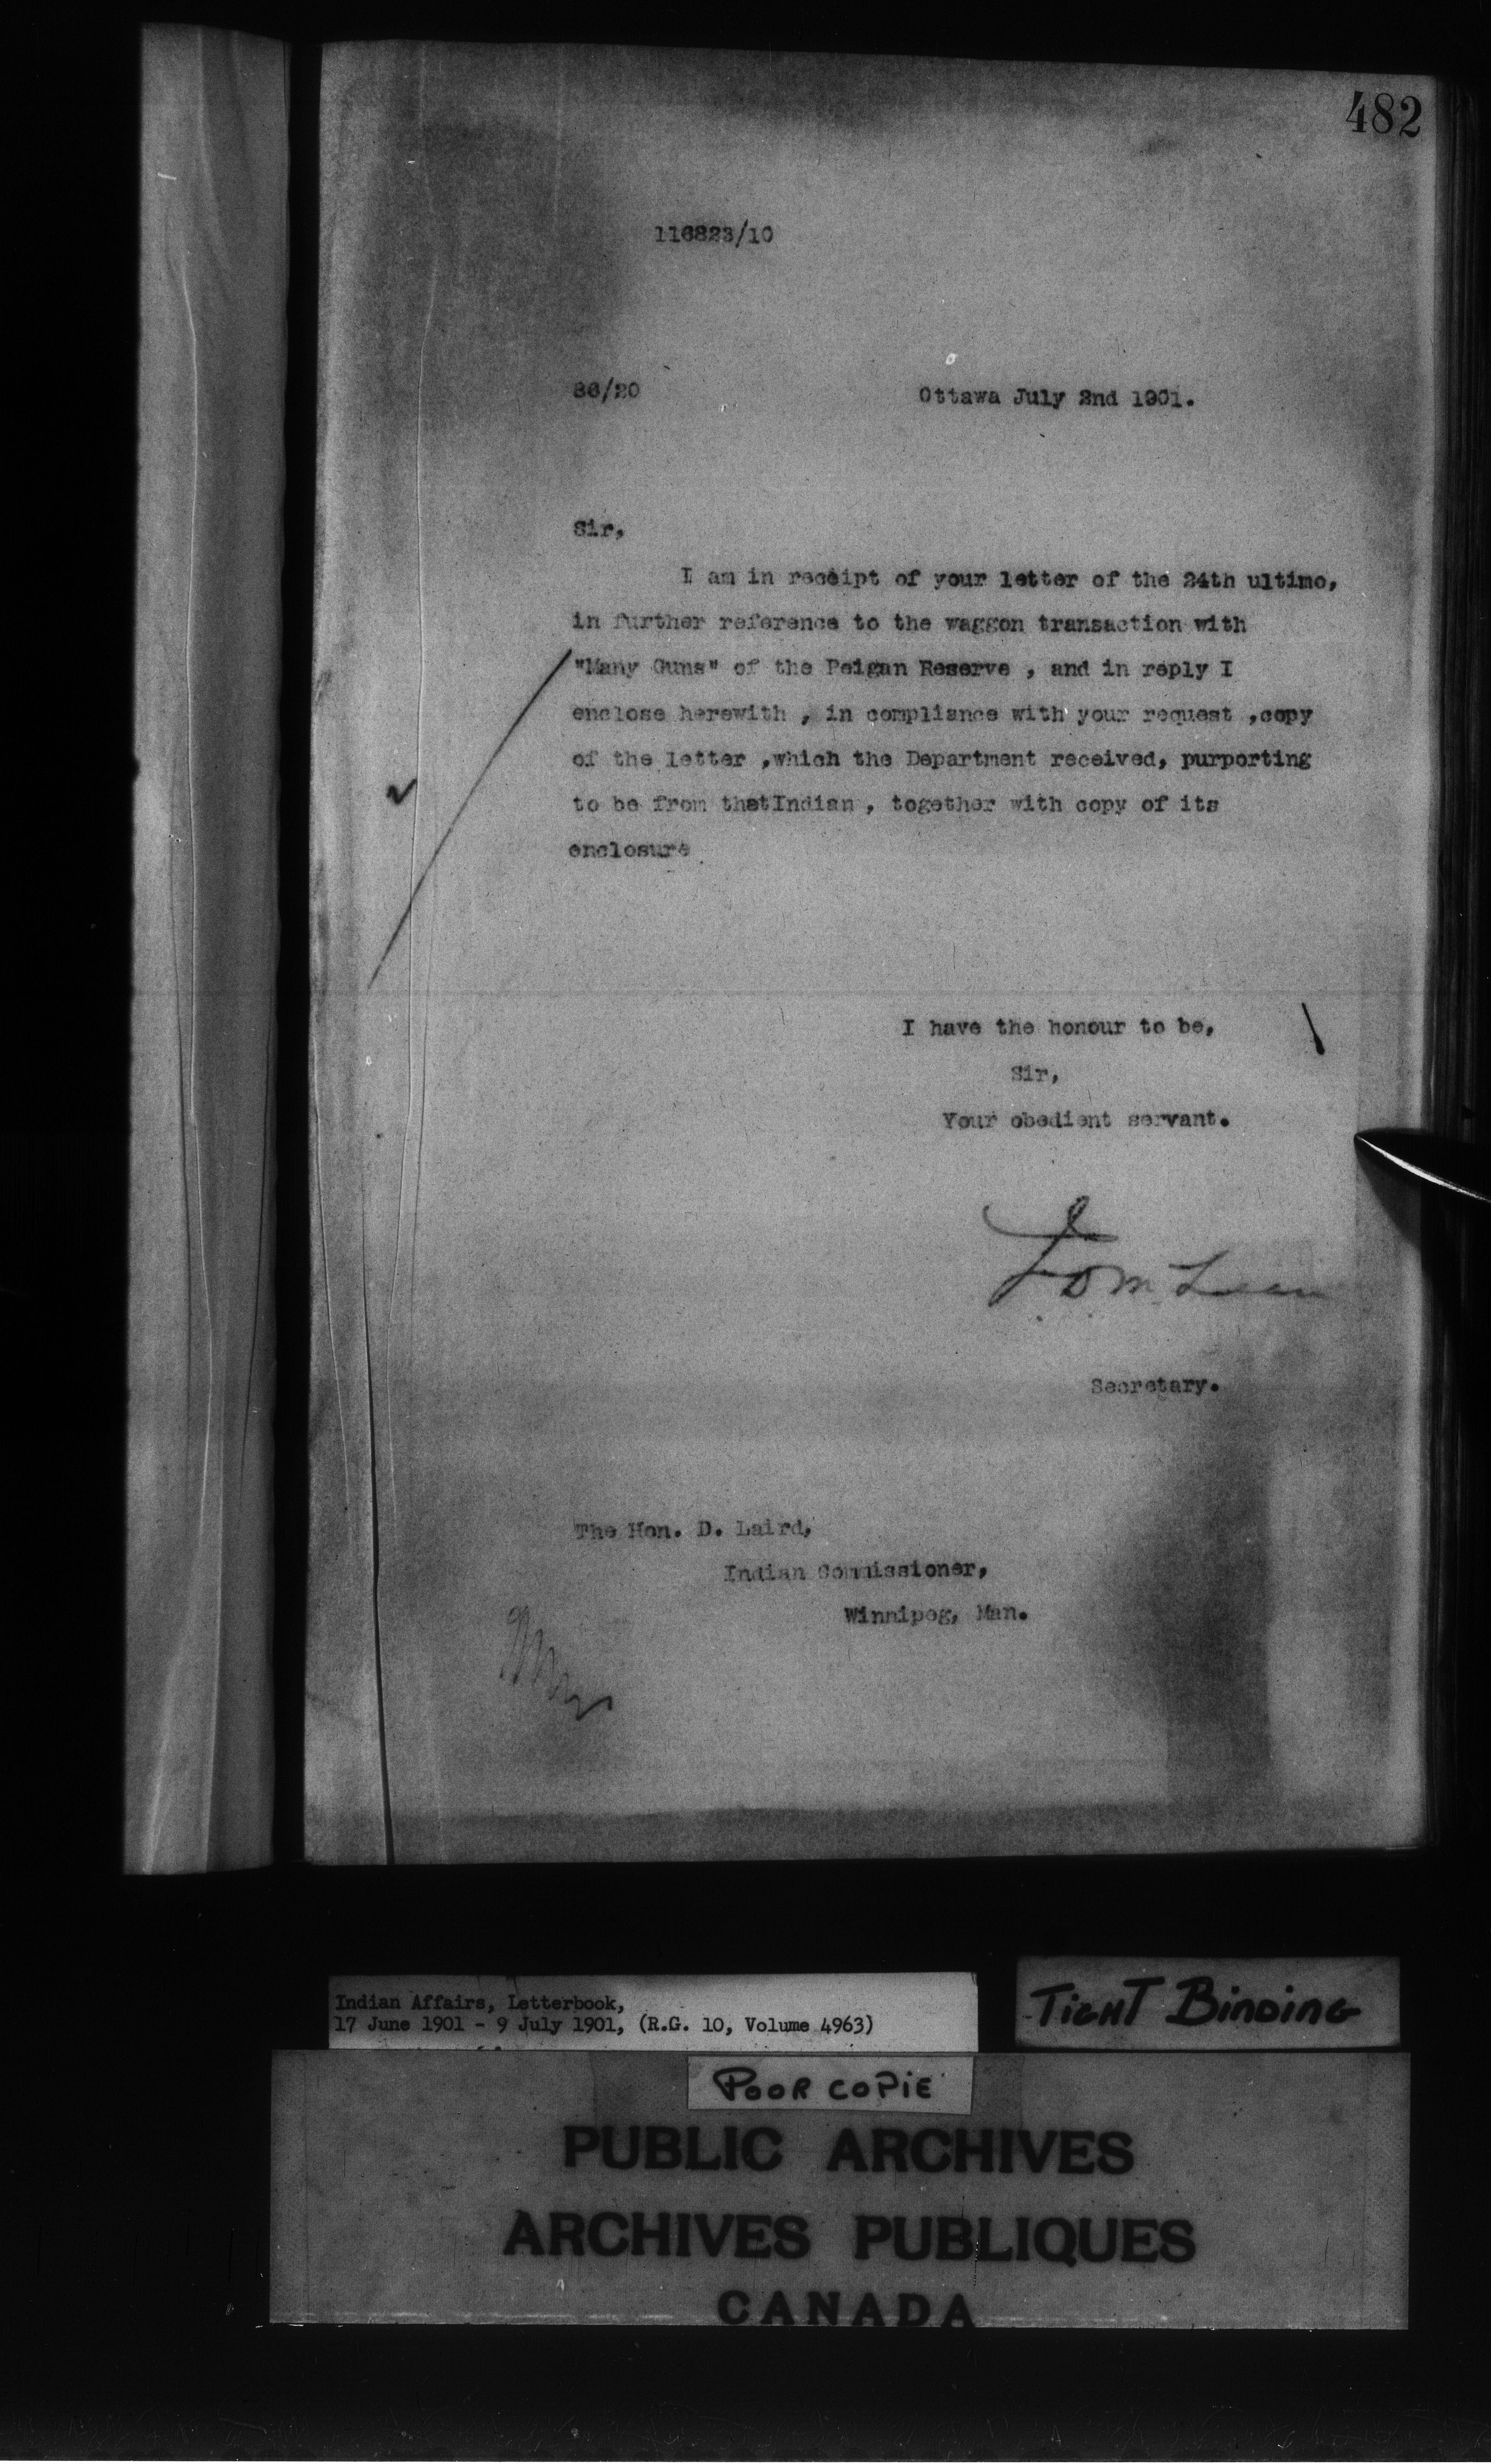 482
116823/10
86/20 Ottawa July 2nd 1901.
Sir,
I am in receipt of your letter of the 24th ultimo,
in further reference to the waggon transaction with
"Many Guns" of the Peigan Reserve , and in reply I
enclose herewith , in compliance with your request ,copy
of the letter ,which the Department received, purporting
to be from thatIndian , together with copy of its
enclosure
I have the honour to be,
Sir,
Your obedient servant.
J D McLean
Secretary.
The Hon. D. Laird,
Indian Commissioner,
Winnipeg, Man.
Indian Affairs, Letterbook,
17 June 1901 - 9 July 1901, (R.G. 10, Volume 4963)
TIGHT BINDING
POOR COPIE
PUBLIC ARCHIVES
ARCHIVES PUBLIQUES
CANADA